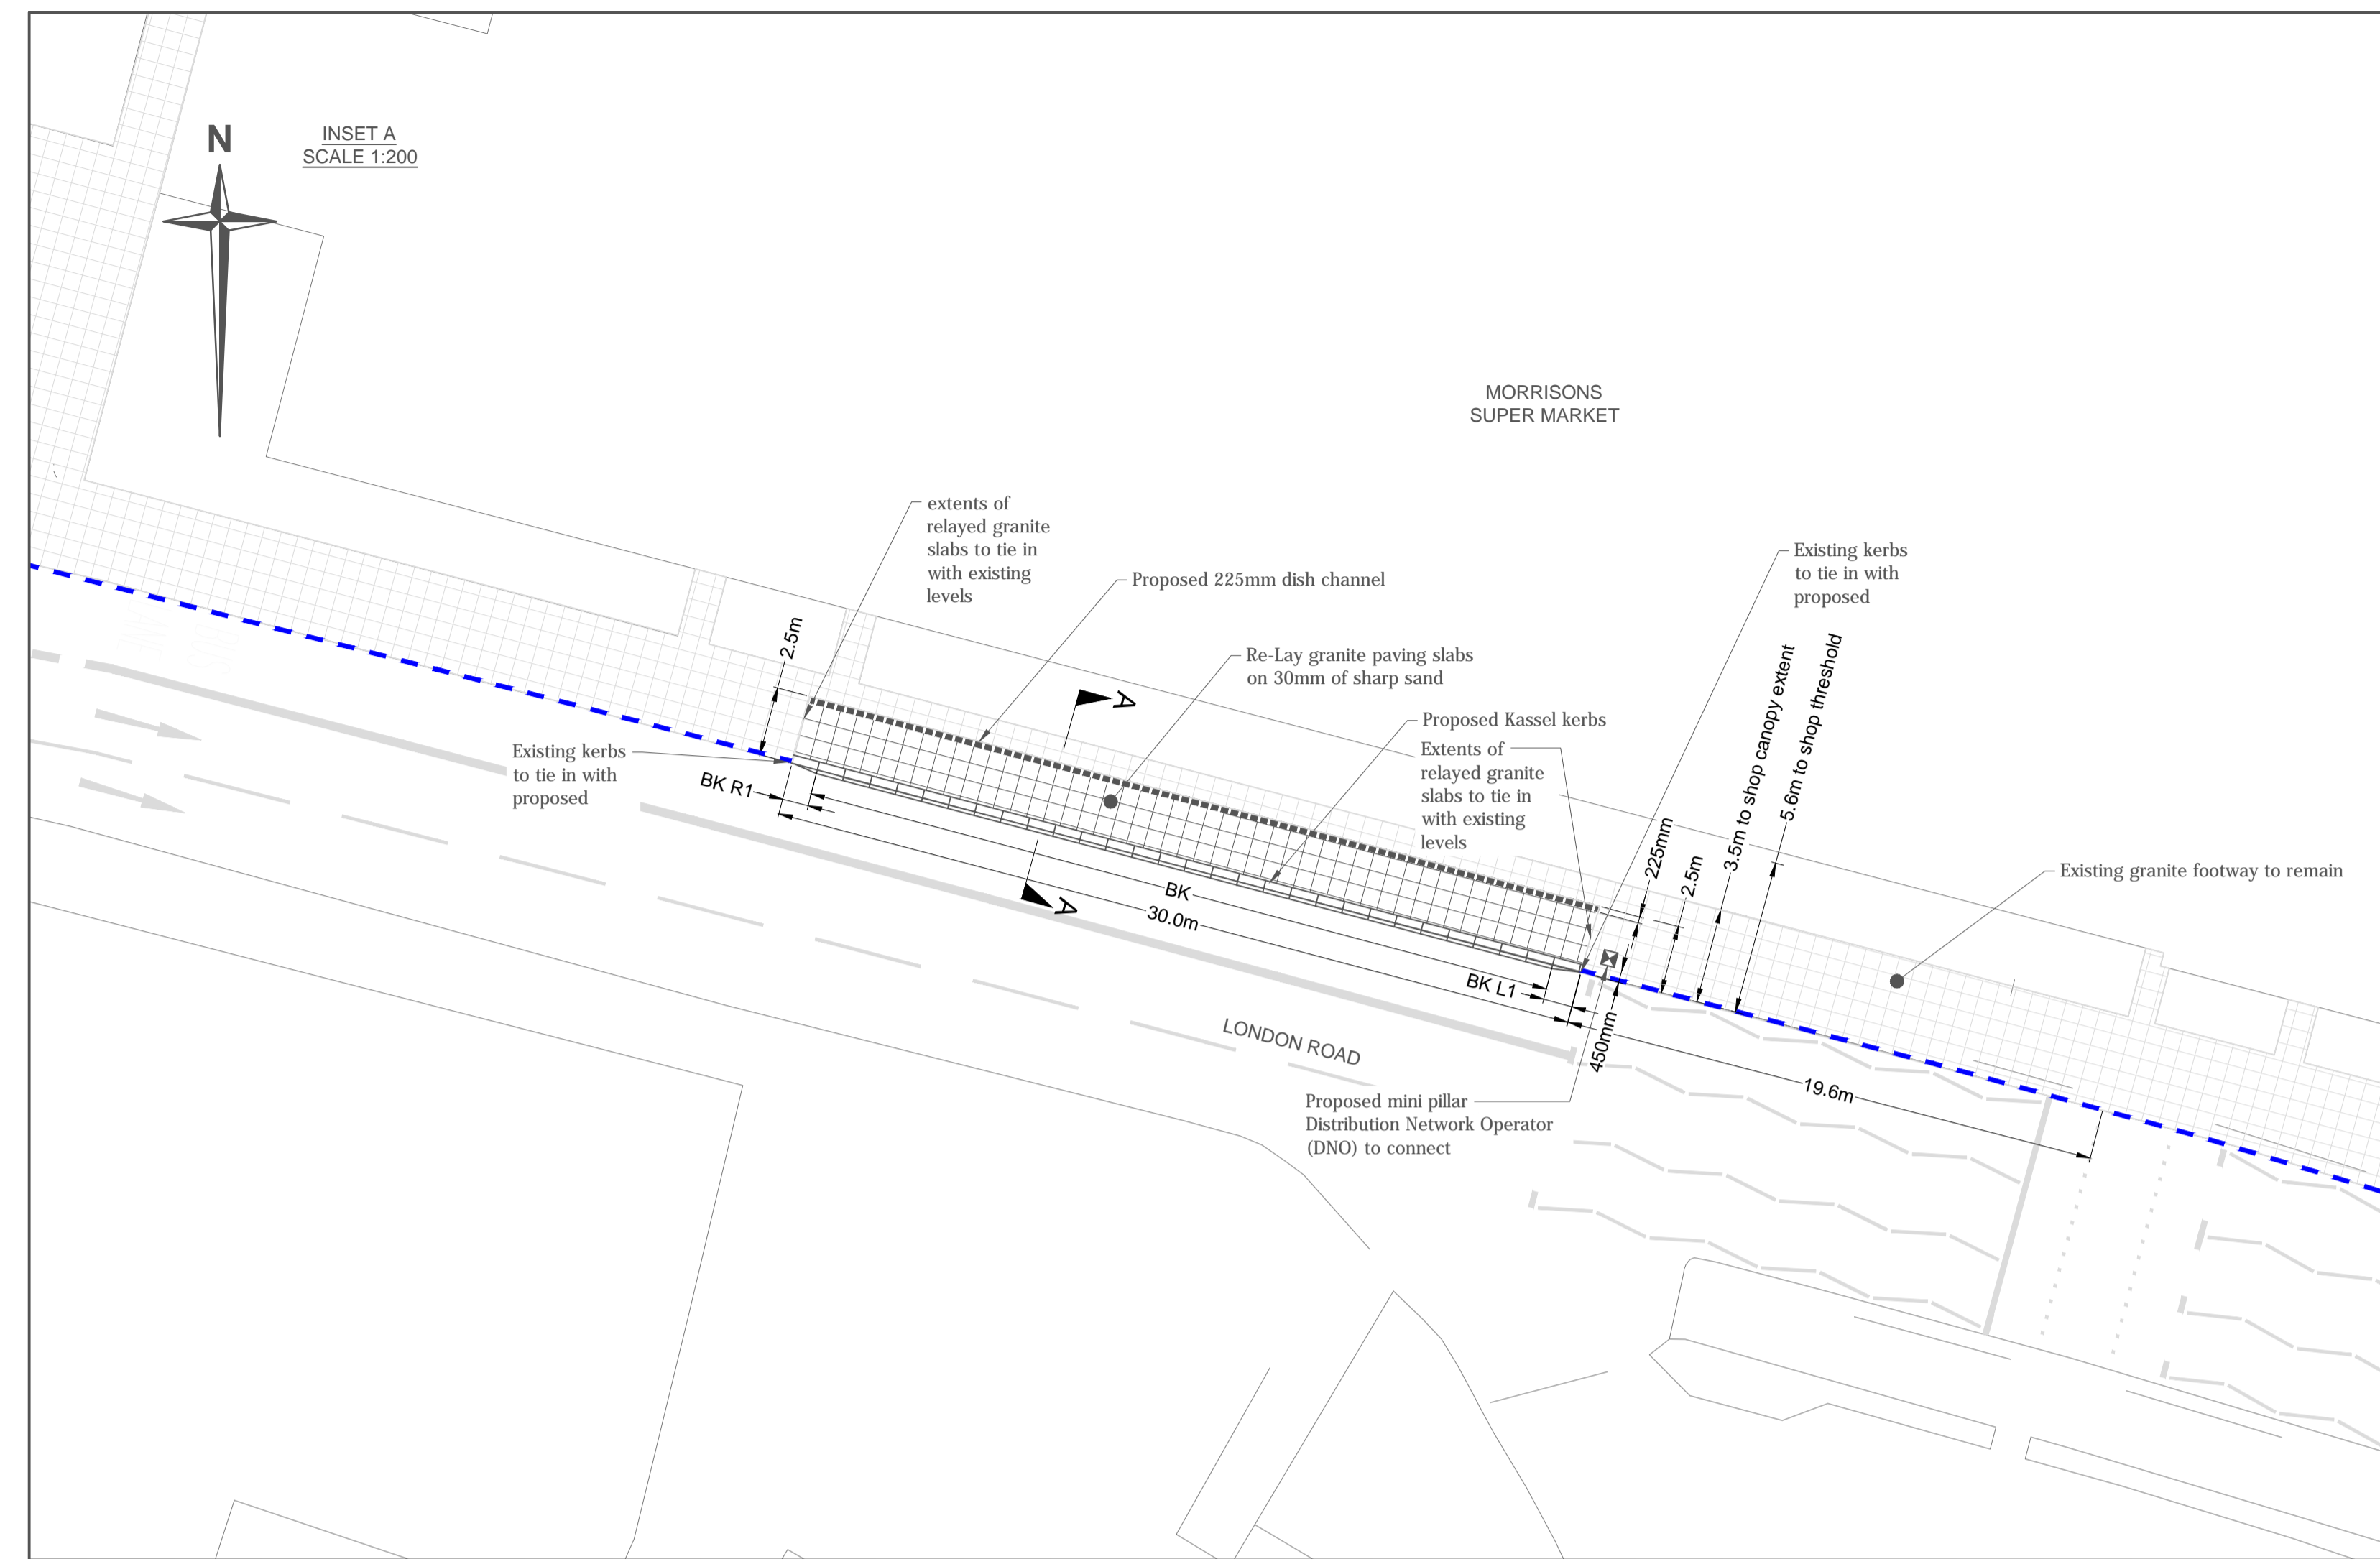 N
INSET A
SCALE 1:200
MORRISONS
SUPER MARKET
extents of
relayed granite
slabs to tie in
with existing
levels
Proposed 225mm dish channel
Existing kerbs
to tie in with
proposed
2.5m
Re-Lay granite paving slabs
on 30mm of sharp sand
A
Proposed Kassel kerbs
Extents of
relayed granite
slabs to tie in
with existing
levels
3.5m to shop canopy extent
5.6m to shop threshold
225mm
2.5m
Existing kerbs
to tie in with
proposed
BK R1
Existing granite footway to remain
BK
30.0m
A
BK L1
LONDON ROAD
450mm
19.6m
Proposed mini pillar
Distribution Network Operator
(DNO) to connect